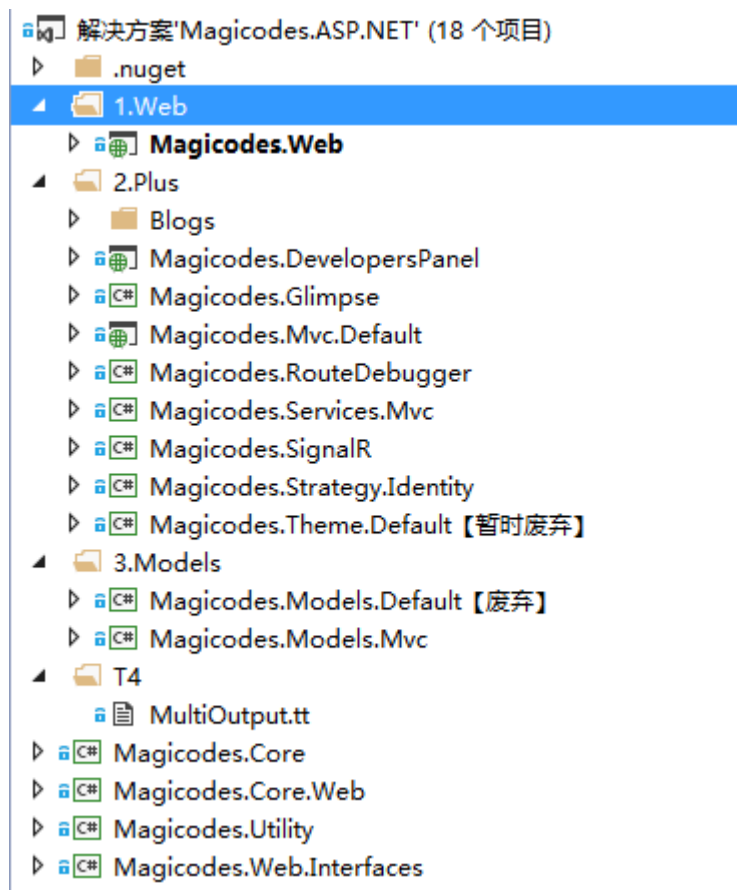 解决方案'Magicodes.ASP.NET' (18 个项目)
.nuget
1.Web
Magicodes.Web
2.Plus
Blogs
Magicodes.DevelopersPanel
C# Magicodes.Glimpse
Magicodes.Mvc.Default
C# Magicodes.RouteDebugger
C# Magicodes.Services.Mvc
C# Magicodes.SignalR
C# Magicodes.Strategy.Identity
C# Magicodes.Theme.Default【暂时废弃】
3.Models
C# Magicodes.Models.Default【废弃】
C# Magicodes.Models.Mvc
T4
MultiOutput.tt
C# Magicodes.Core
C# Magicodes.Core.Web
C# Magicodes.Utility
C# Magicodes.Web.Interfaces